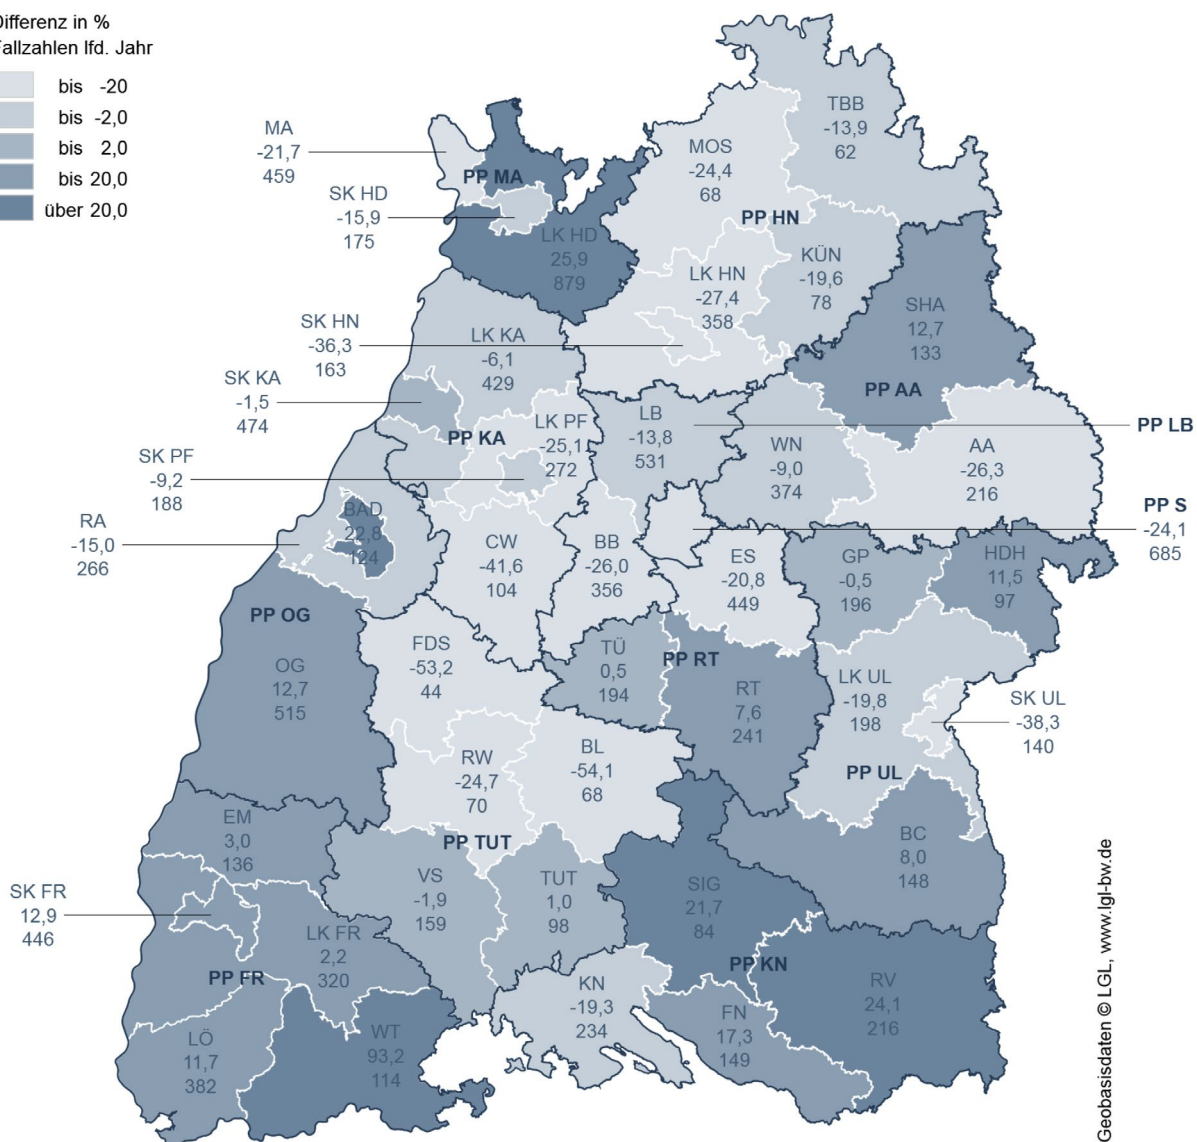 Differenz in %
Fallzahlen lfd. Jahr
bis -20
bis -2,0
bis 2,0
bis 20,0
über 20,0
TBB
-13,9
62
MA
-21,7
459
MOS
-24,4
68
PP MA
SK HD
-15,9
175
PP HN
LK HD
25,9
879
KÜN
-19,6
78
LK HN
-27,4
358
SHA
12,7
133
SK HN
-36,3
163
LK KA
-6,1
429
SK KA
-1,5
474
PP AA
LB
-13,8
531
PP LB
LK PF
-25,1
272
PP KA
WN
-9,0
374
AA
-26,3
216
SK PF
-9,2
188
PP S
-24,1
685
BAD
22,8
124
RA
-15,0
266
CW
-41,6
104
BB
-26,0
356
ES
-20,8
449
GP
-0,5
196
HDH
11,5
97
PP OG
FDS
-53,2
44
TÜ
0,5
194
PP RT
OG
12,7
515
RT
7,6
241
LK UL
-19,8
198
SK UL
-38,3
140
RW
-24,7
70
BL
-54,1
68
PP UL
EM
3,0
136
PP TUT
BC
8,0
148
VS
-1,9
159
TUT
1,0
98
SIG
21,7
84
SK FR
12,9
446
LK FR
2,2
320
PP FR
PP KN
KN
-19,3
234
RV
24,1
216
FN
17,3
149
LÖ
11,7
382
WT
93,2
114
Geobasisdaten © LGL, www.lgl-bw.de